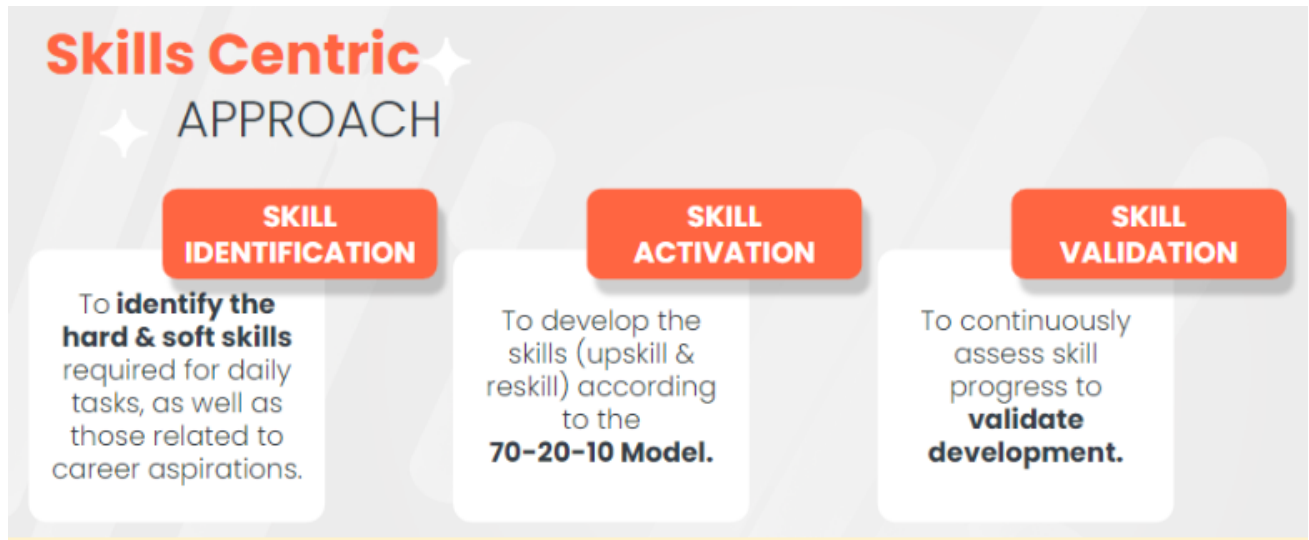 Skills Centric
APPROACH
SKILL
IDENTIFICATION
To identify the
hard & soft skills
required for daily
tasks, as well as
those related to
career aspirations.
SKILL
ACTIVATION
To develop the
skills (upskill &
reskill) according
to the
70-20-10 Model.
SKILL
VALIDATION
To continuously
assess skill
progress to
validate
development.